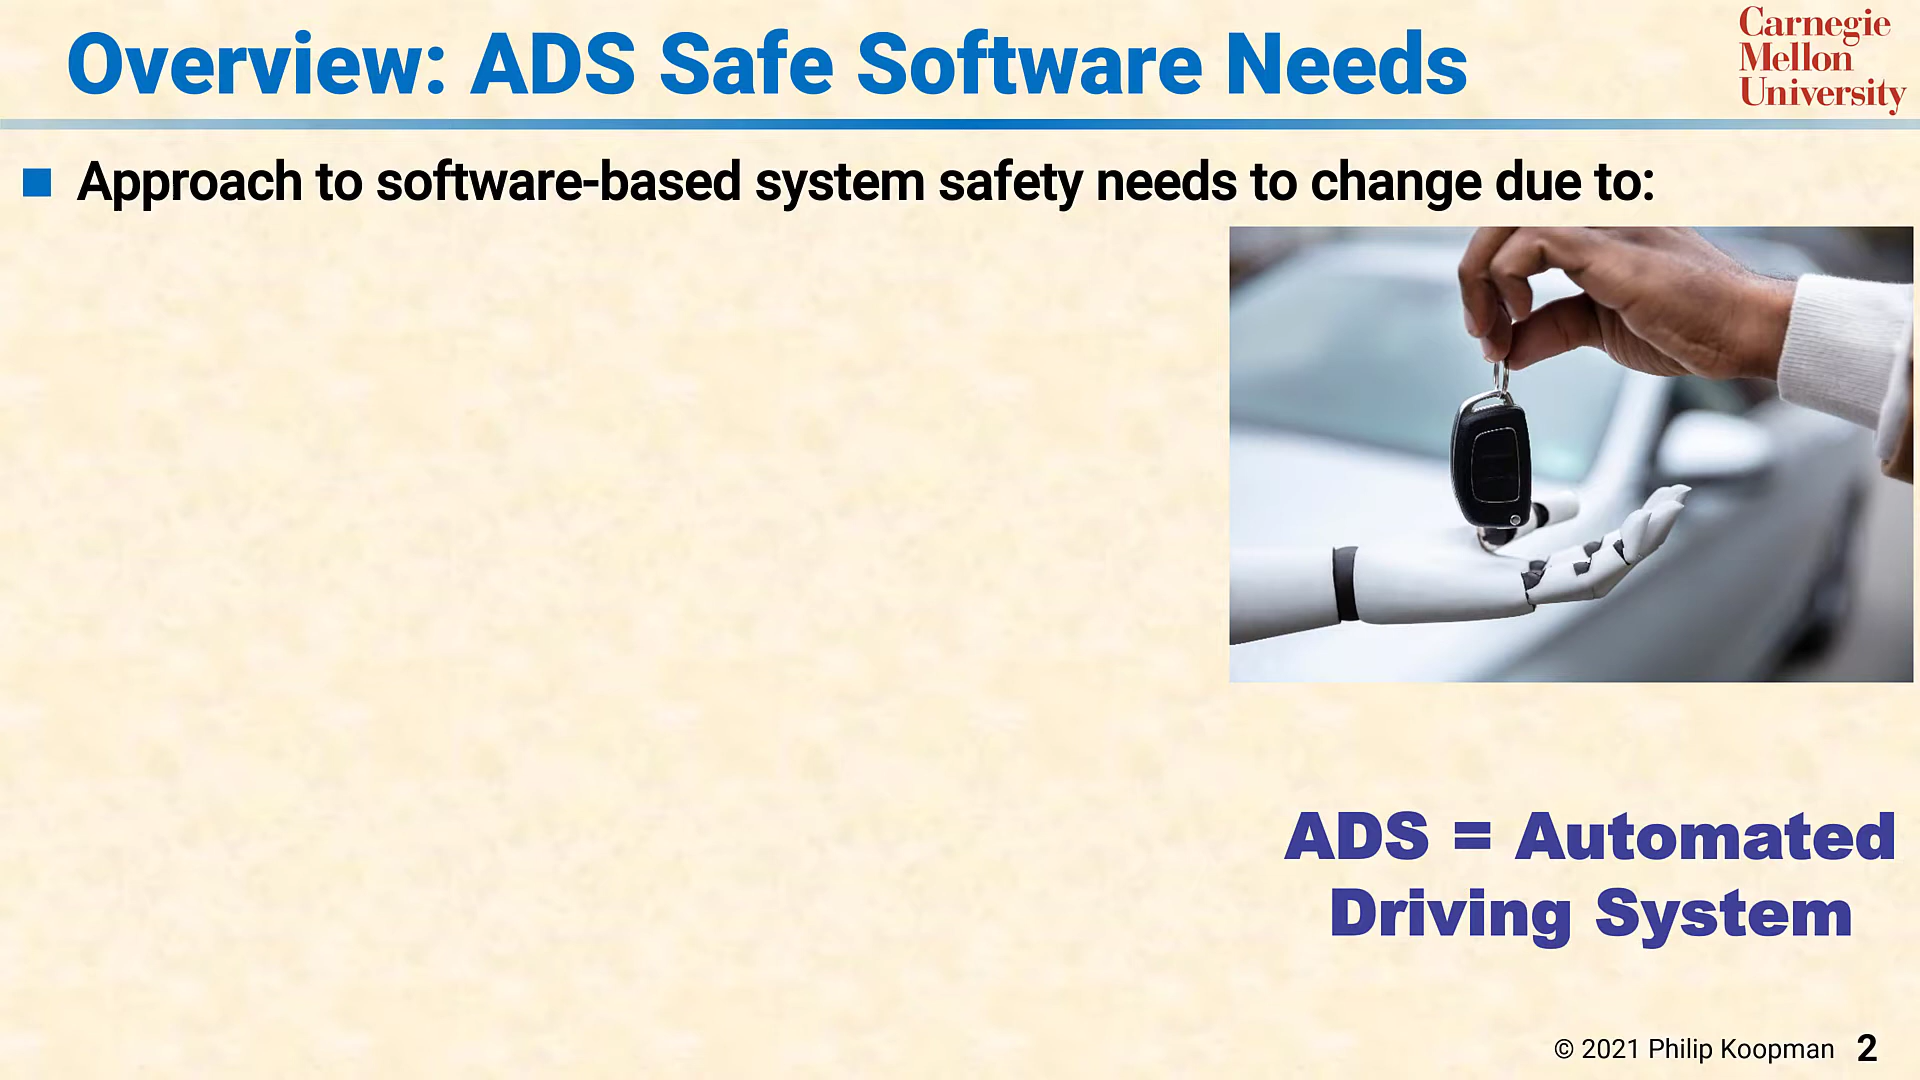 Overview: ADS Safe Software Needs
Carnegie
Mellon
University
Approach to software-based system safety needs to change due to:
ADS = Automated
Driving System
© 2021 Philip Koopman 2